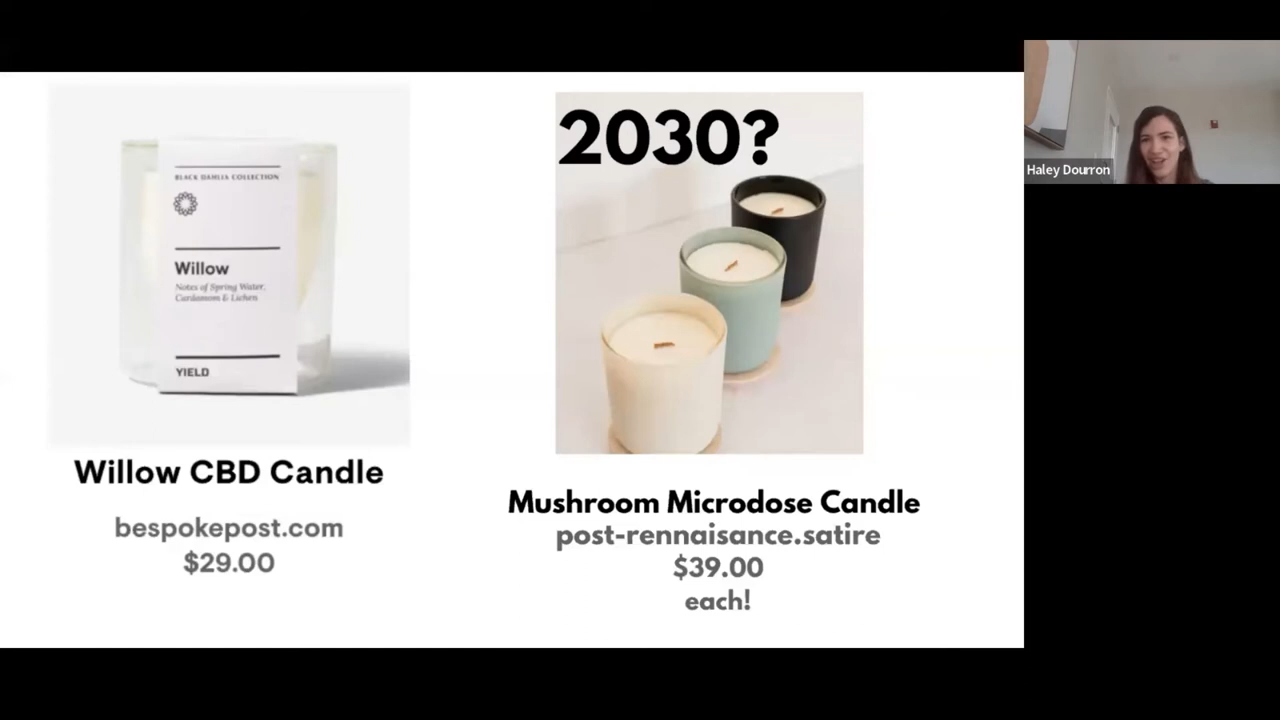 BLACK DAHLIA COLLECTION
Willow
Notes of Spring Water,
Cardamom & Lichen
YIELD
Willow CBD Candle
bespokepost.com
$29.00
2030?
Mushroom Microdose Candle
post-rennaisance.satire
$39.00
each!
Haley Dourron